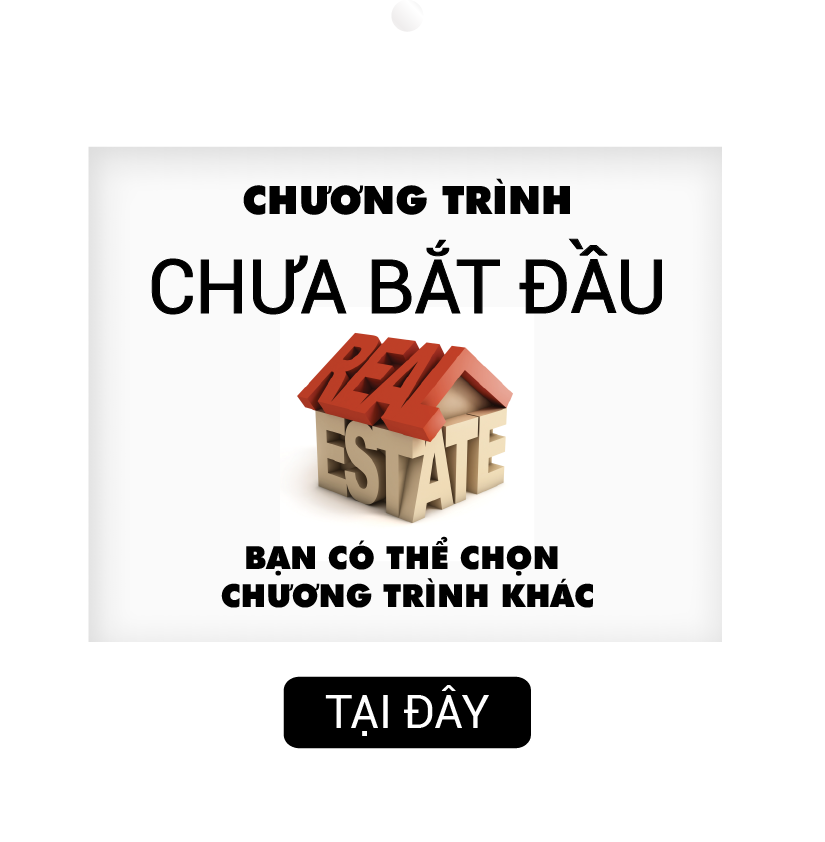 CHƯƠNG TRÌNH
CHƯA BẮT ĐẦU
REAL
ESTATE
BẠN CÓ THỂ CHỌN
CHƯƠNG TRÌNH KHÁC
TẠI ĐÂY